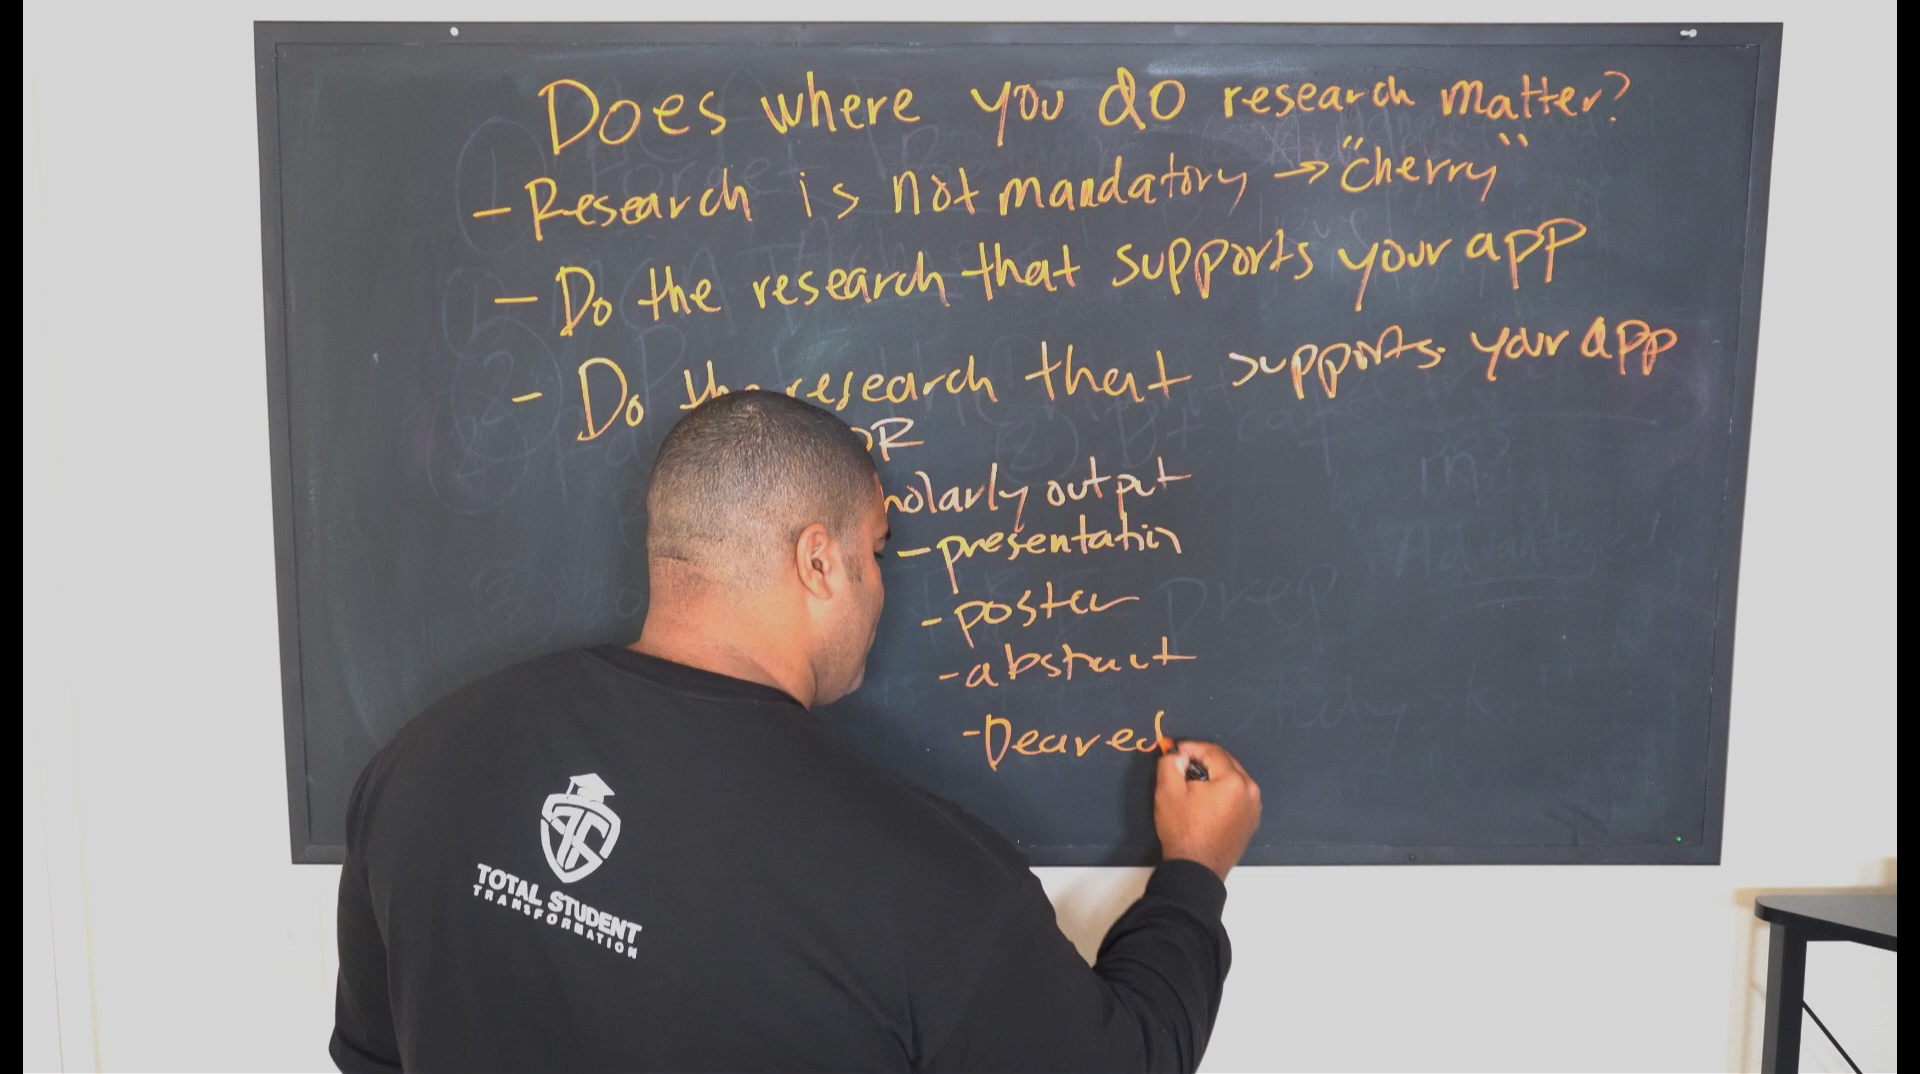 Does where you do research matter?
- Research is not mandatory → "cherry"
- Do the research that supports your app
- Do the research that supports your app
OR
holarly output
- presentation
- poster
- abstract
-
TOTAL STUDENT
TRANSFORMATION